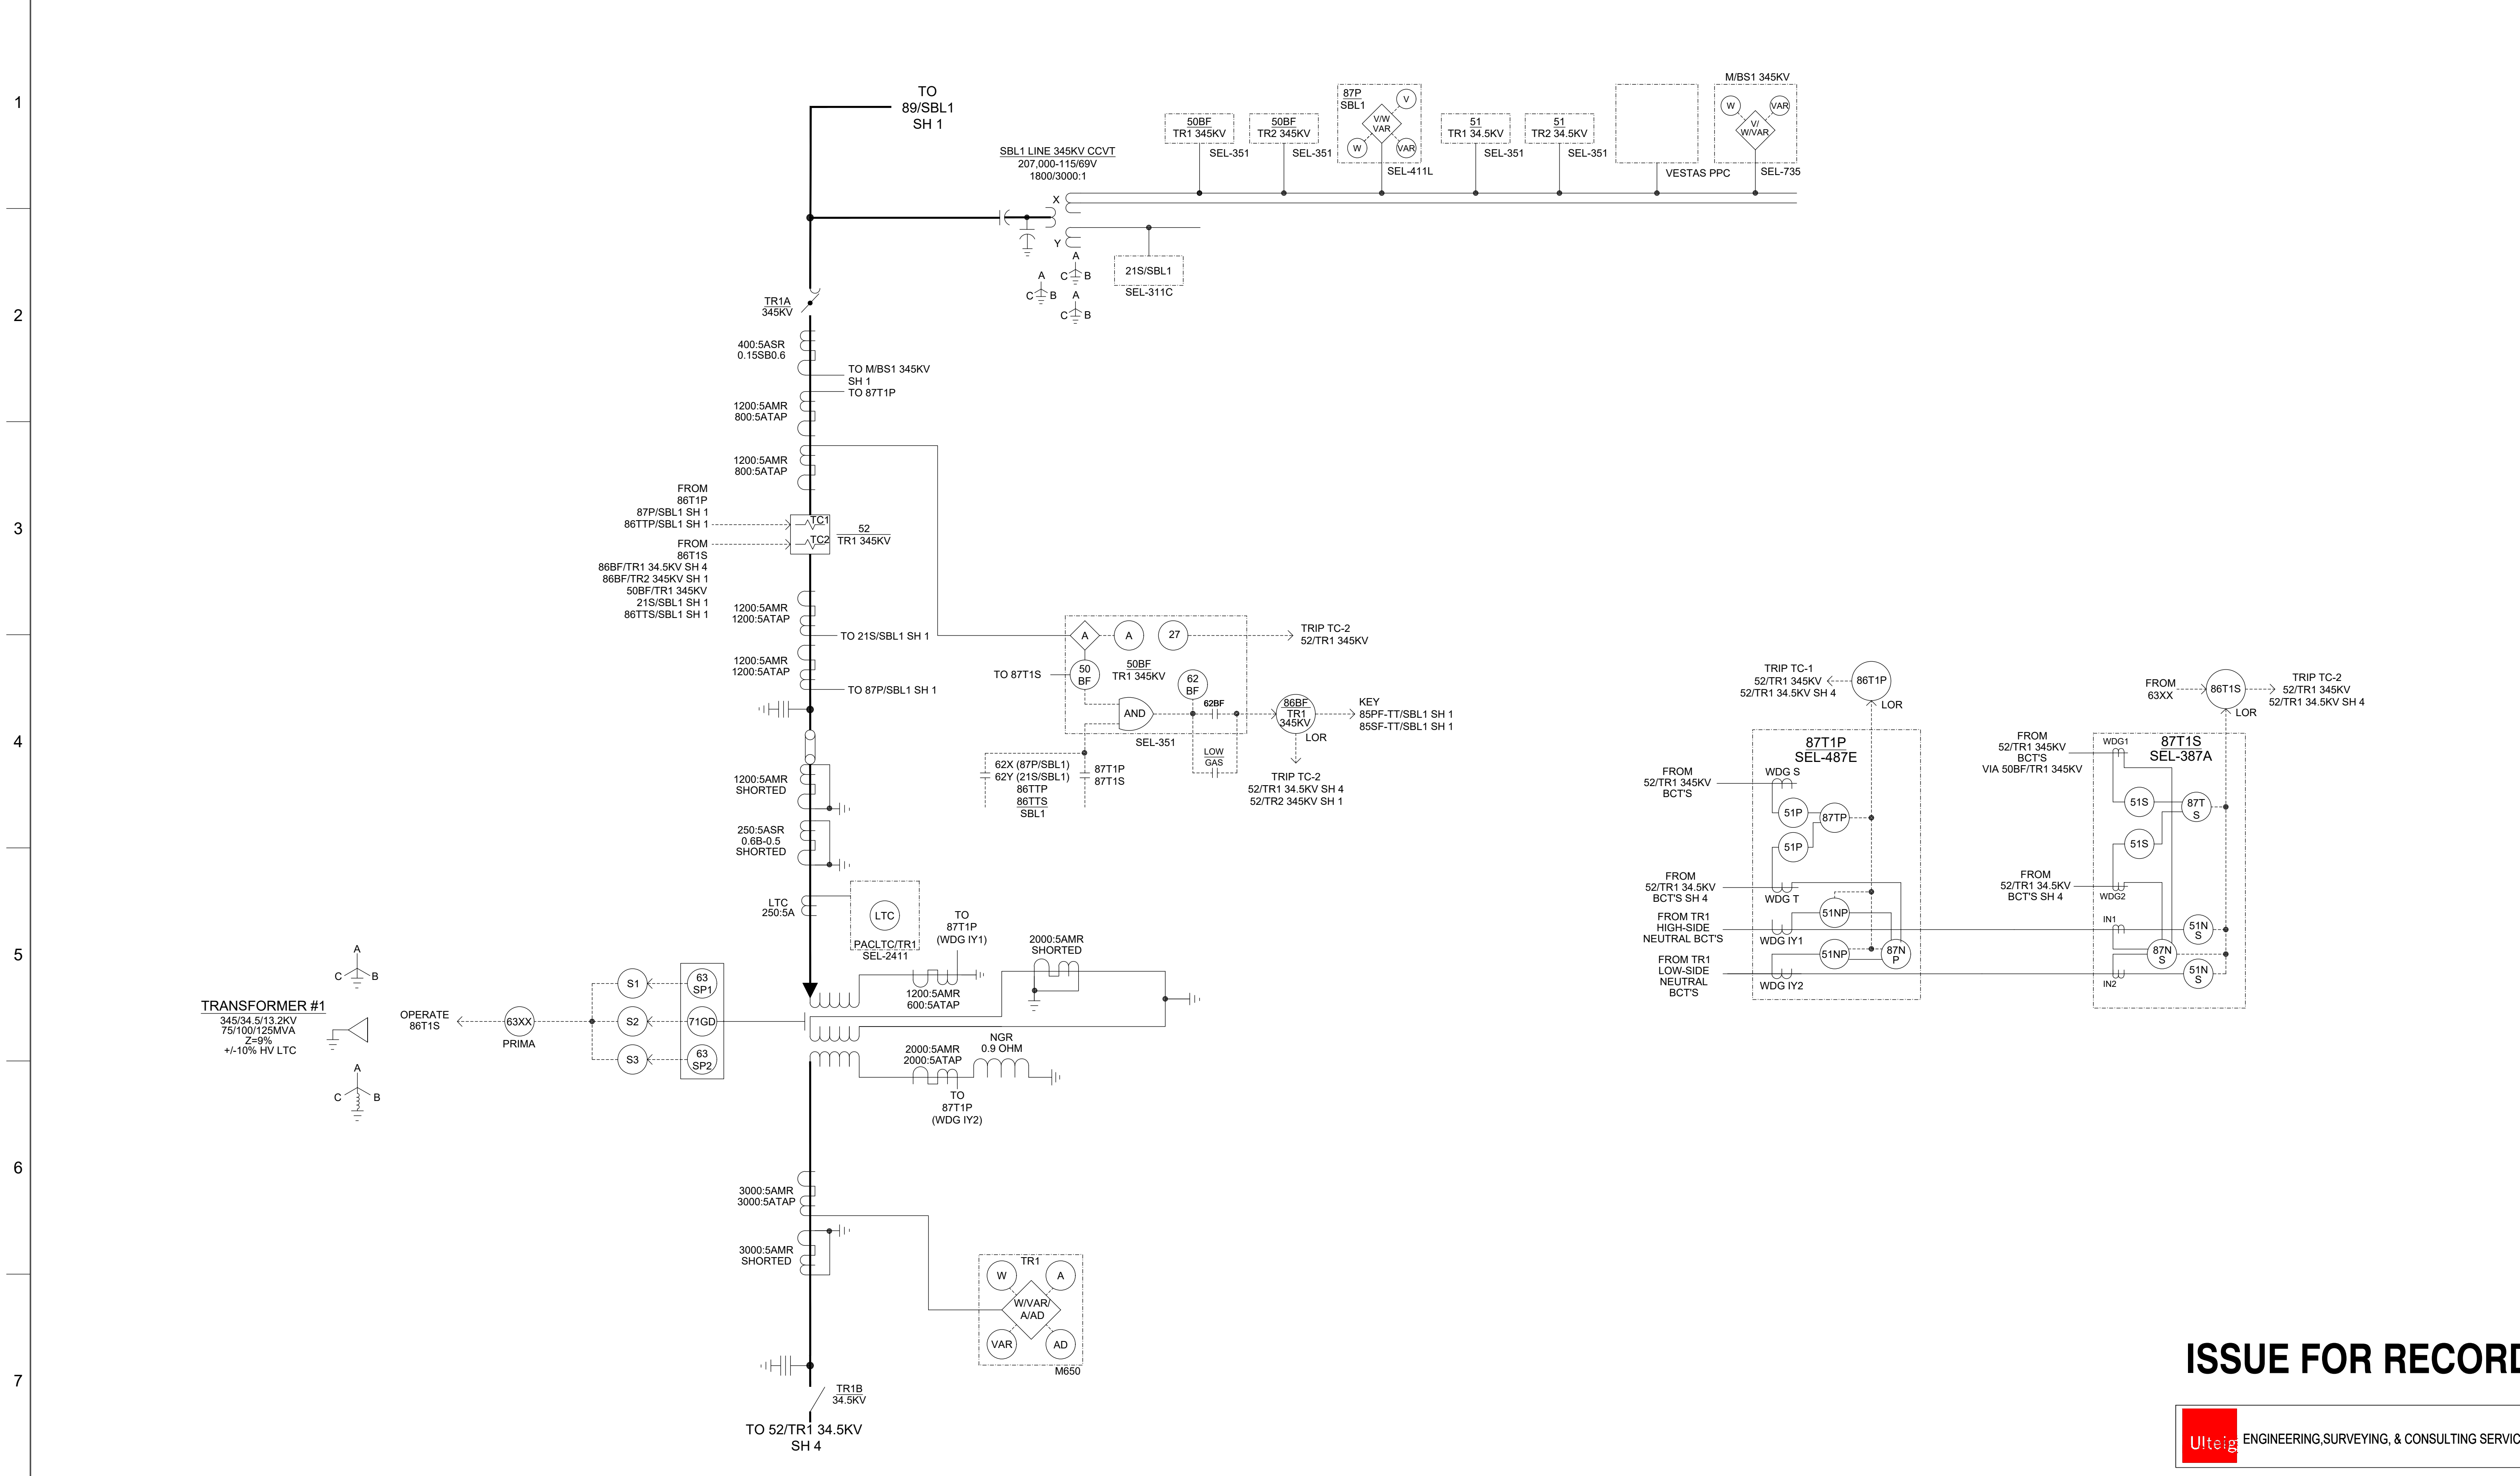 1
2
3
4
5
6
7
TO
89/SBL1
SH 1
SBL1 LINE 345KV CCVT
207,000-115/69V
1800/3000:1
X
Y
A
C B
A
C B
A
C B
50BF
TR1 345KV
SEL-351
50BF
TR2 345KV
SEL-351
87P
SBL1
V
V/W
VAR
W
VAR
SEL-411L
51
TR1 34.5KV
SEL-351
51
TR2 34.5KV
SEL-351
VESTAS PPC
M/BS1 345KV
W
VAR
V/
W/VAR
SEL-735
21S/SBL1
SEL-311C
TR1A
345KV
400:5ASR
0.15SB0.6
TO M/BS1 345KV
SH 1
TO 87T1P
1200:5AMR
800:5ATAP
1200:5AMR
800:5ATAP
FROM
86T1P
87P/SBL1 SH 1
86TTP/SBL1 SH 1
FROM
86T1S
86BF/TR1 34.5KV SH 4
86BF/TR2 345KV SH 1
50BF/TR1 345KV
21S/SBL1 SH 1
86TTS/SBL1 SH 1
TC1
TC2
52
TR1 345KV
1200:5AMR
1200:5ATAP
TO 21S/SBL1 SH 1
1200:5AMR
1200:5ATAP
TO 87P/SBL1 SH 1
A
A
27
TRIP TC-2
52/TR1 345KV
TO 87T1S
50
BF
50BF
TR1 345KV
62
BF
AND
62BF
SEL-351
86BF
TR1
345KV
LOR
KEY
85PF-TT/SBL1 SH 1
85SF-TT/SBL1 SH 1
LOW
GAS
62X (87P/SBL1)
62Y (21S/SBL1)
86TTP
86TTS
SBL1
87T1P
87T1S
TRIP TC-2
52/TR1 34.5KV SH 4
52/TR2 345KV SH 1
1200:5AMR
SHORTED
250:5ASR
0.6B-0.5
SHORTED
LTC
250:5A
LTC
PACLTC/TR1
SEL-2411
TO
87T1P
(WDG IY1)
1200:5AMR
600:5ATAP
2000:5AMR
SHORTED
NGR
0.9 OHM
2000:5AMR
2000:5ATAP
TO
87T1P
(WDG IY2)
TRANSFORMER #1
345/34.5/13.2KV
75/100/125MVA
Z=9%
+/-10% HV LTC
A
C B
A
C B
OPERATE
86T1S
63XX
PRIMA
S1
S2
S3
63
SP1
71GD
63
SP2
3000:5AMR
3000:5ATAP
3000:5AMR
SHORTED
TR1
W
A
W/VAR/
A/AD
VAR
AD
M650
TR1B
34.5KV
TO 52/TR1 34.5KV
SH 4
TRIP TC-1
52/TR1 345KV
52/TR1 34.5KV SH 4
86T1P
LOR
87T1P
SEL-487E
FROM
52/TR1 345KV
BCT'S
WDG S
51P
87TP
51P
FROM
52/TR1 34.5KV
BCT'S SH 4
WDG T
FROM TR1
HIGH-SIDE
NEUTRAL BCT'S
51NP
WDG IY1
FROM TR1
LOW-SIDE
NEUTRAL
BCT'S
51NP
87N
P
WDG IY2
FROM
63XX
86T1S
LOR
TRIP TC-2
52/TR1 345KV
52/TR1 34.5KV SH 4
87T1S
SEL-387A
FROM
52/TR1 345KV
BCT'S
VIA 50BF/TR1 345KV
WDG1
51S
87T
S
51S
FROM
52/TR1 34.5KV
BCT'S SH 4
WDG2
IN1
51N
S
87N
S
51N
S
IN2
ISSUE FOR RECORD
Ulteig
ENGINEERING,SURVEYING, & CONSULTING SERVIC